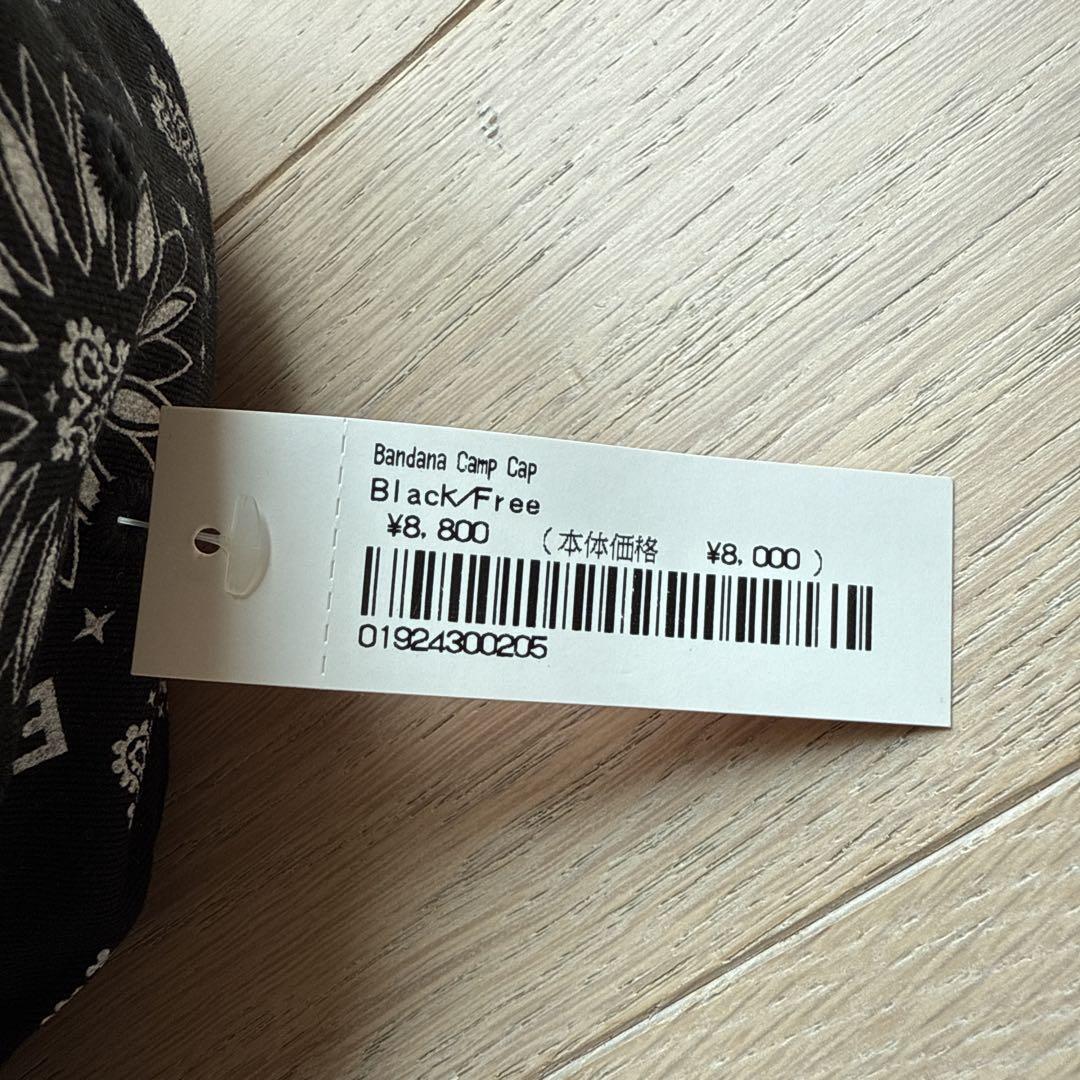 Bandana Camp Cap
Black/Free
¥8,800 (本体価格 ¥8,000)
01924300205
E